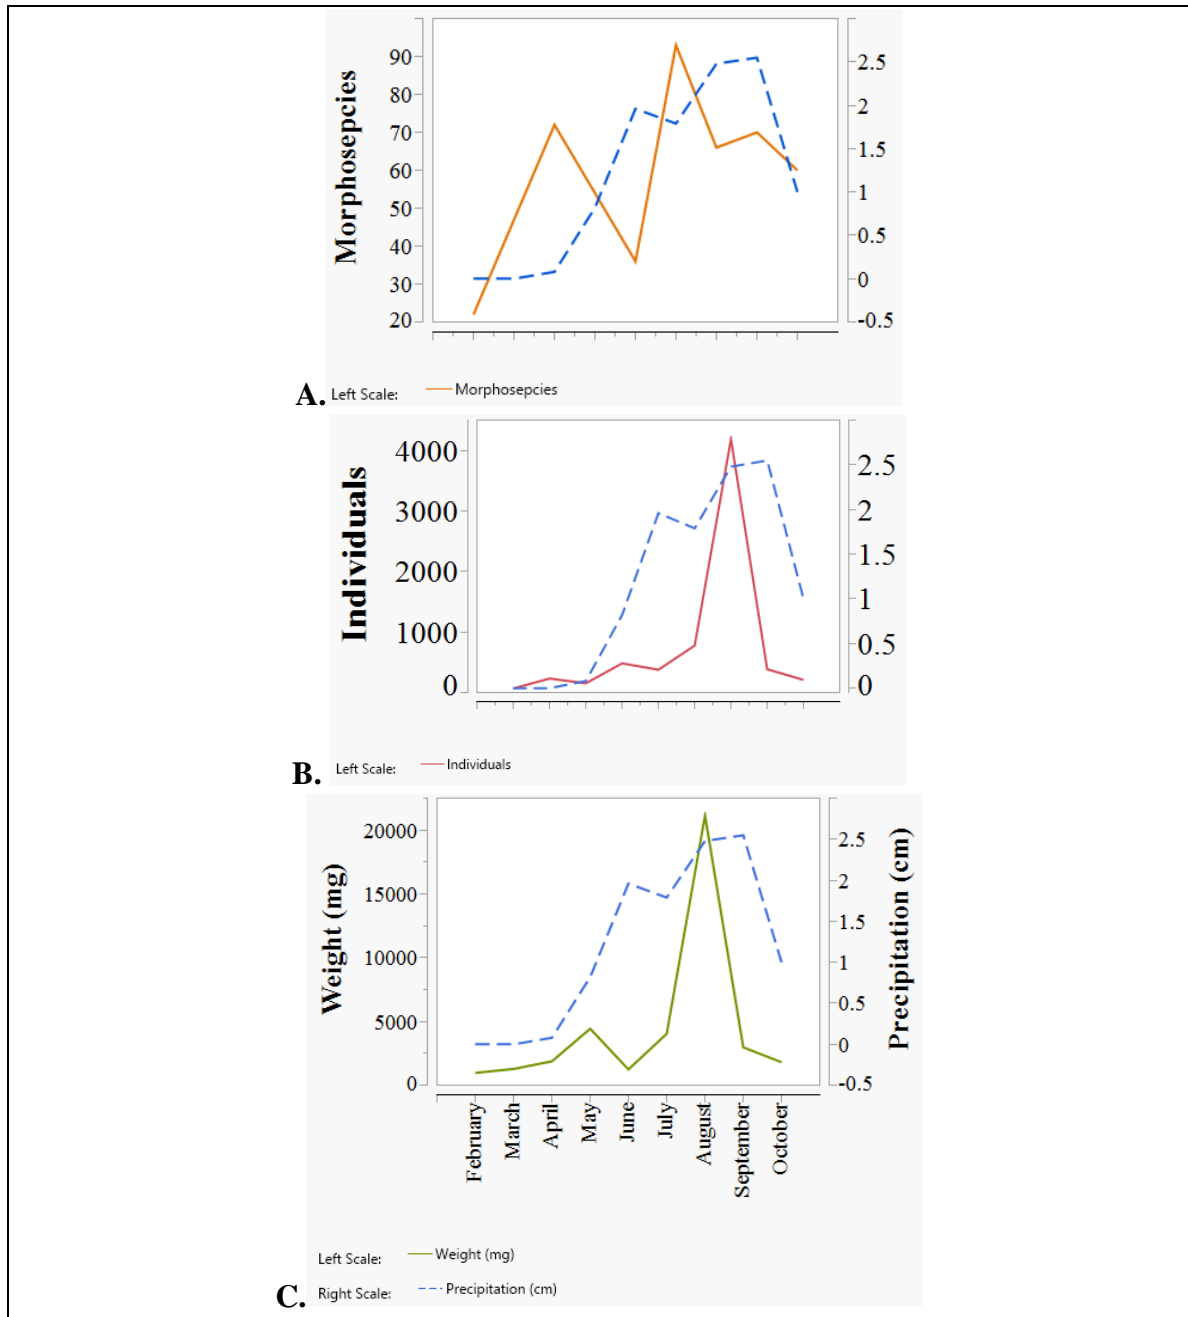 Morphosepcies
90
80
70
60
50
40
30
20
2.5
2
1.5
1
0.5
0
-0.5
A. Left Scale: Morphosepcies
Individuals
4000
3000
2000
1000
0
2.5
2
1.5
1
0.5
0
B. Left Scale: Individuals
Weight (mg)
20000
15000
10000
5000
0
2.5
2
1.5
1
0.5
0
-0.5
Precipitation (cm)
February
March
April
May
June
July
August
September
October
Left Scale: Weight (mg)
C. Right Scale: Precipitation (cm)